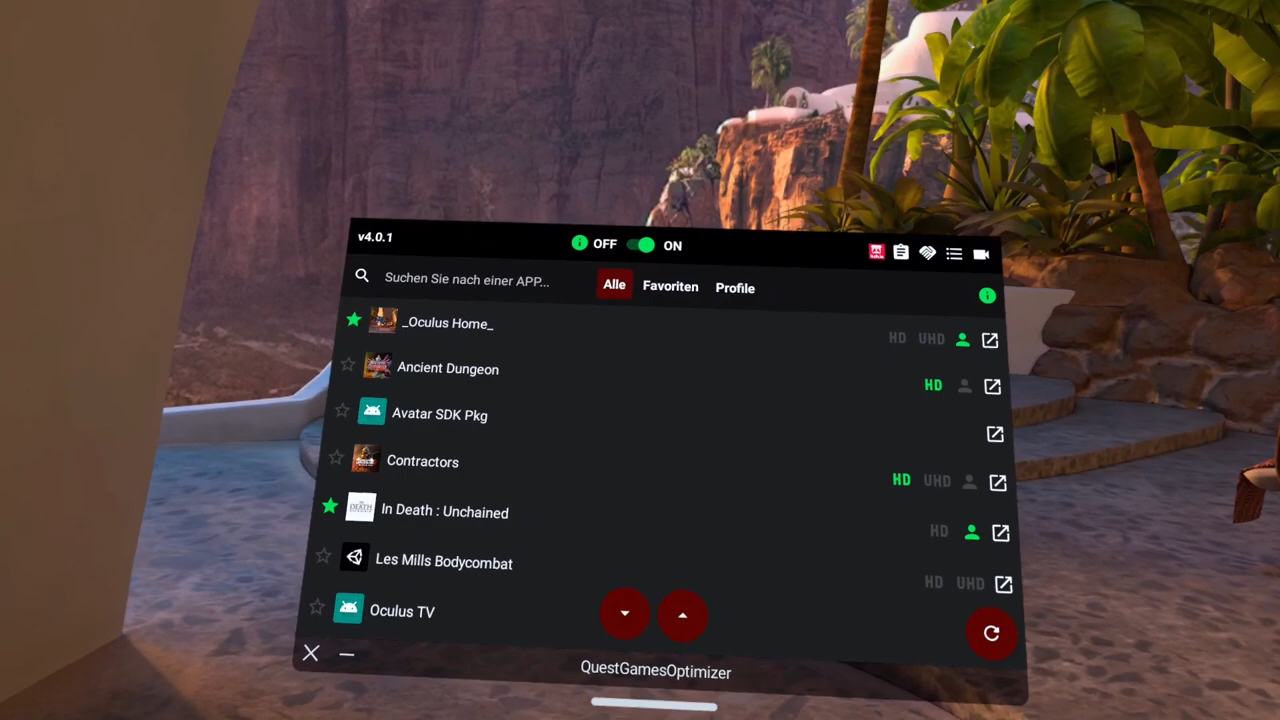 v4.0.1
OFF ON
Suchen Sie nach einer APP...
Alle Favoriten Profile
_Oculus Home_
HD UHD
Ancient Dungeon
HD
Avatar SDK Pkg
Contractors
HD UHD
In Death : Unchained
HD
Les Mills Bodycombat
HD UHD
Oculus TV
QuestGamesOptimizer